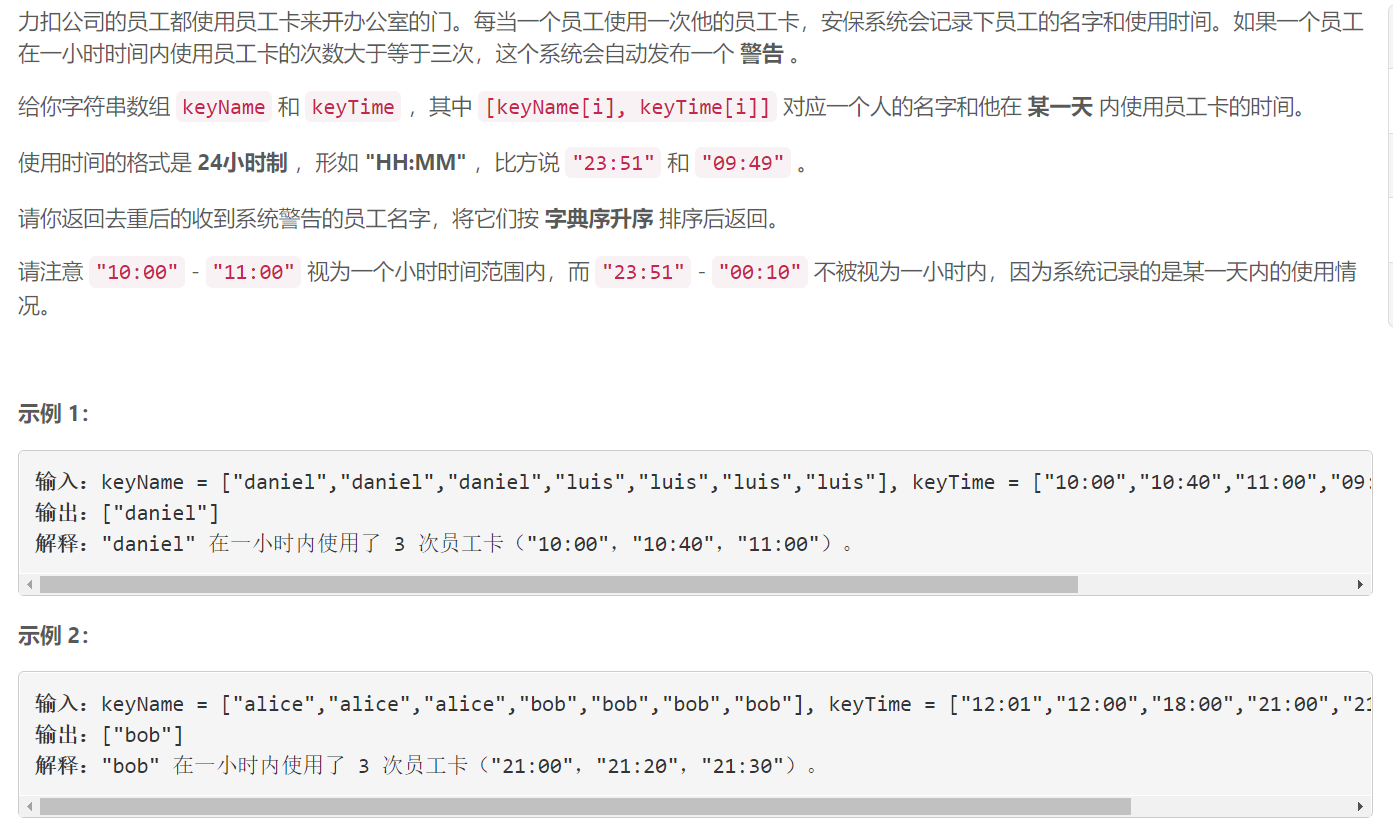 力扣公司的员工都使用员工卡来开办公室的门。每当一个员工使用一次他的员工卡，安保系统会记录下员工的名字和使用时间。如果一个员工
在一小时时间内使用员工卡的次数大于等于三次，这个系统会自动发布一个 警告 。
给你字符串数组 keyName 和 keyTime ，其中 [keyName[i], keyTime[i]] 对应一个人的名字和他在 某一天 内使用员工卡的时间。
使用时间的格式是 24小时制 ，形如 "HH:MM" ，比方说 "23:51" 和 "09:49" 。
请你返回去重后的收到系统警告的员工名字，将它们按 字典序升序 排序后返回。
请注意 "10:00" - "11:00" 视为一个小时时间范围内，而 "23:51" - "00:10" 不被视为一小时内，因为系统记录的是某一天内的使用情
况。
示例 1：
输入：keyName = ["daniel","daniel","daniel","luis","luis","luis","luis"], keyTime = ["10:00","10:40","11:00","09:
输出：["daniel"]
解释："daniel" 在一小时内使用了 3 次员工卡（"10:00"，"10:40"，"11:00"）。
示例 2：
输入：keyName = ["alice","alice","alice","bob","bob","bob","bob"], keyTime = ["12:01","12:00","18:00","21:00","21
输出：["bob"]
解释："bob" 在一小时内使用了 3 次员工卡（"21:00"，"21:20"，"21:30"）。